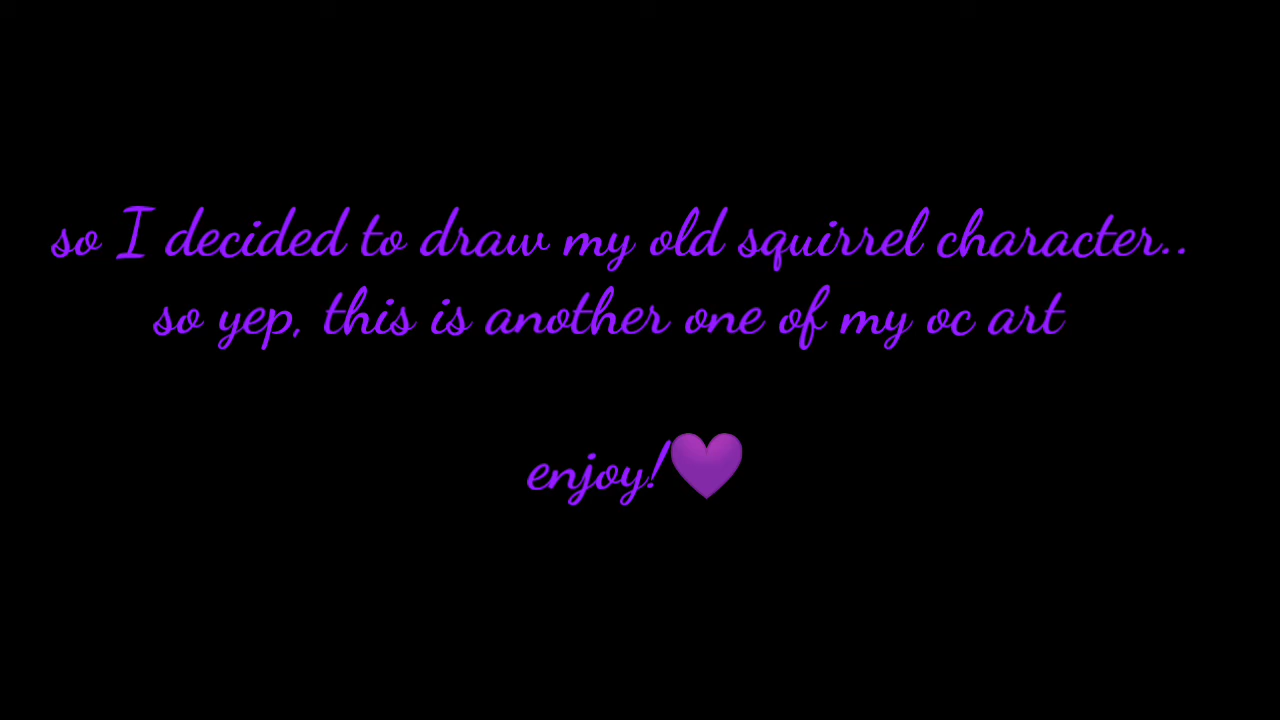 so I decided to draw my old squirrel character..
so yep, this is another one of my oc art
enjoy!💜